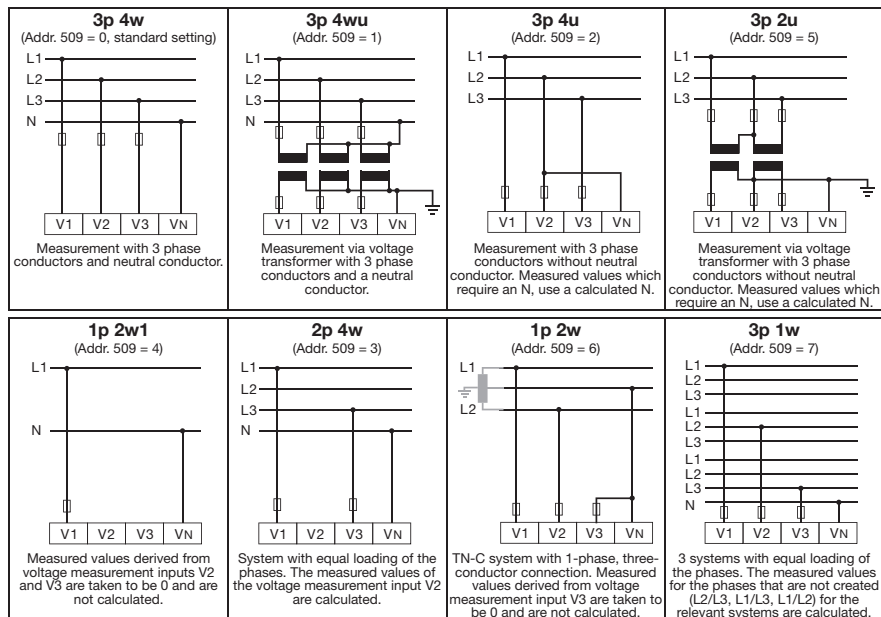 3p 4w
(Addr. 509 = 0, standard setting)
L1
L2
L3
N
V1 V2 V3 VN
Measurement with 3 phase
conductors and neutral conductor.
3p 4wu
(Addr. 509 = 1)
L1
L2
L3
N
V1 V2 V3 VN
Measurement via voltage
transformer with 3 phase
conductors and a neutral
conductor.
3p 4u
(Addr. 509 = 2)
L1
L2
L3
V1 V2 V3 VN
Measurement with 3 phase
conductors without neutral
conductor. Measured values which
require an N, use a calculated N.
3p 2u
(Addr. 509 = 5)
L1
L2
L3
V1 V2 V3 VN
Measurement via voltage
transformer with 3 phase
conductors without neutral
conductor. Measured values which
require an N, use a calculated N.
1p 2w1
(Addr. 509 = 4)
L1
N
V1 V2 V3 VN
Measured values derived from
voltage measurement inputs V2
and V3 are taken to be 0 and are
not calculated.
2p 4w
(Addr. 509 = 3)
L1
L2
L3
N
V1 V2 V3 VN
System with equal loading of the
phases. The measured values of
the voltage measurement input V2
are calculated.
1p 2w
(Addr. 509 = 6)
L1
L2
V1 V2 V3 VN
TN-C system with 1-phase, three-
conductor connection. Measured
values derived from voltage
measurement input V3 are taken to
be 0 and are not calculated.
3p 1w
(Addr. 509 = 7)
L1
L2
L3
L1
L2
L3
L1
L2
L3
N
V1 V2 V3 VN
3 systems with equal loading of
the phases. The measured values
for the phases that are not created
(L2/L3, L1/L3, L1/L2) for the
relevant systems are calculated.